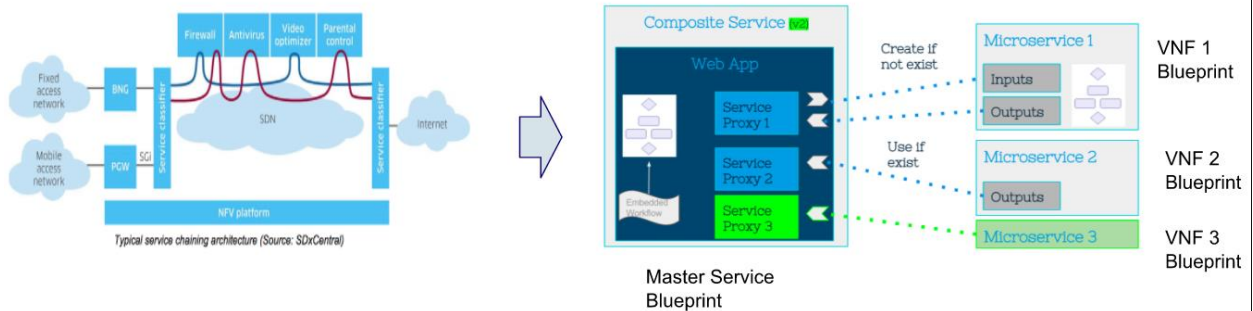 Firewall
Antivirus
Video
optimizer
Parental
control
Fixed
access
network
BNG
Service classifier
SDN
Service classifier
Internet
Mobile
access
network
PGW
SGi
NFV platform
Typical service chaining architecture (Source: SDxCentral)
Composite Service (v2)
Web App
Embedded
Workflow
Service
Proxy 1
Service
Proxy 2
Service
Proxy 3
Master Service
Blueprint
Create if
not exist
Use if
exist
Microservice 1
Inputs
Outputs
Microservice 2
Outputs
Microservice 3
VNF 1
Blueprint
VNF 2
Blueprint
VNF 3
Blueprint